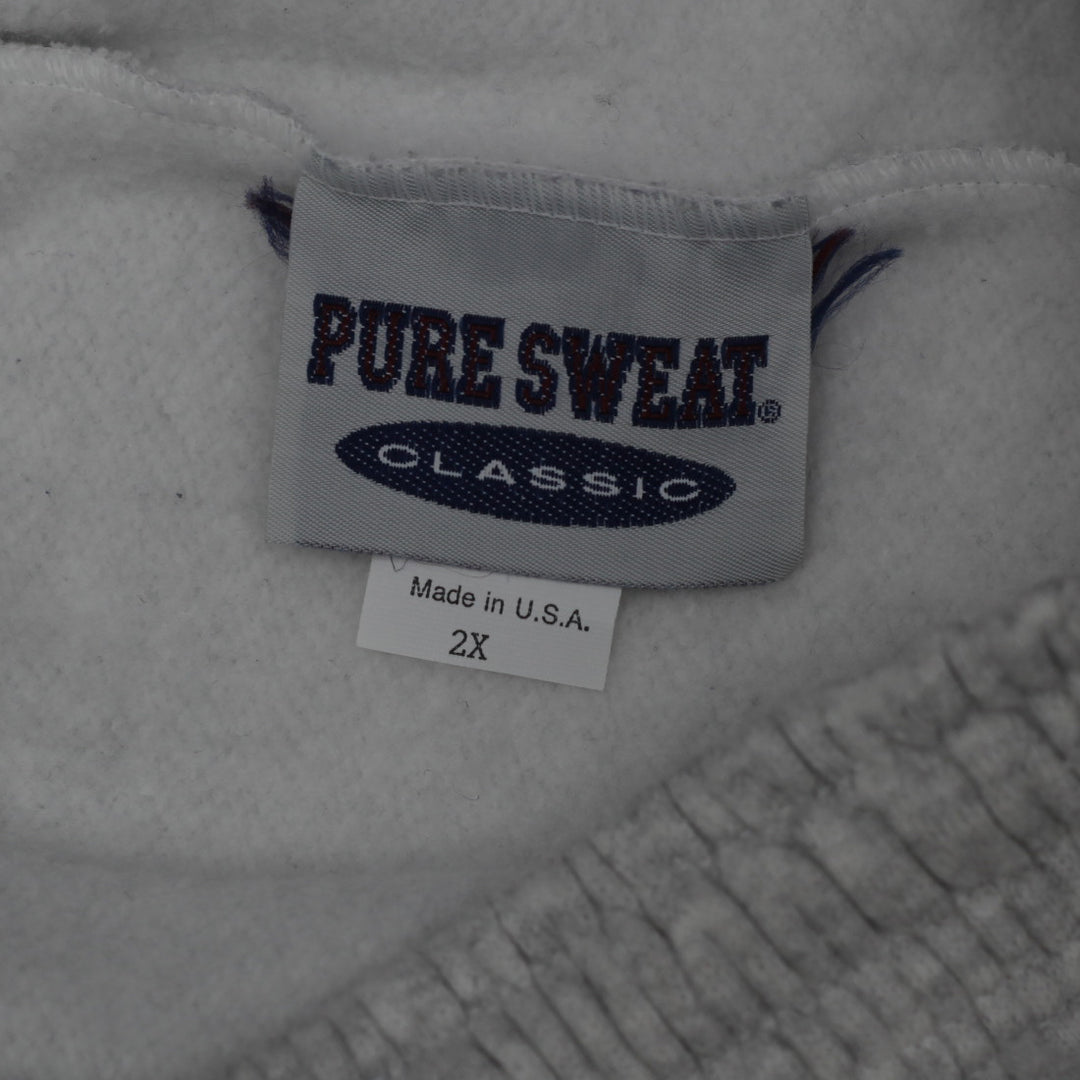 PURE SWEAT®
CLASSIC
Made in U.S.A.
2X